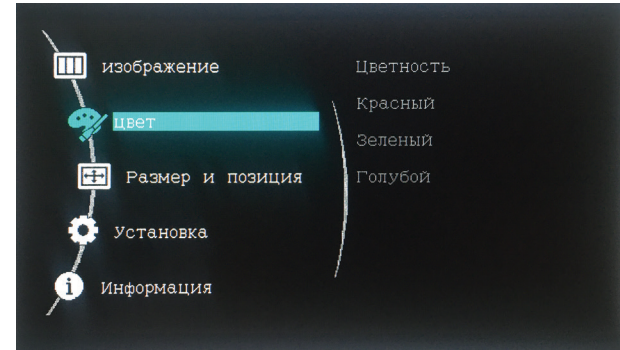 изображение
цвет
Размер и позиция
Установка
Информация
Цветность
Красный
Зеленый
Голубой